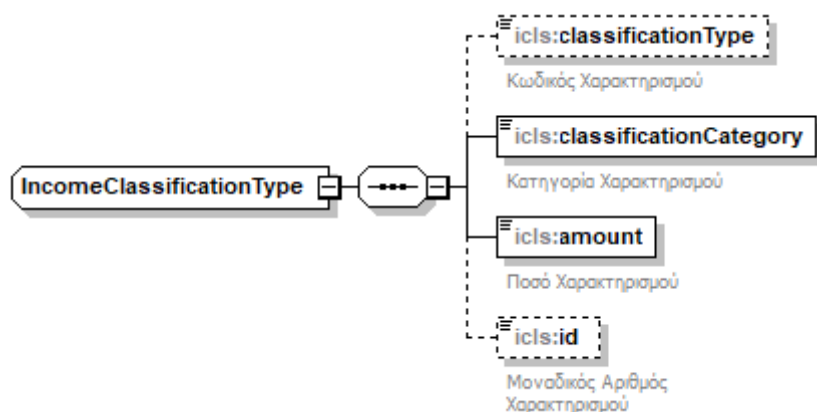 icls:classificationType
Κωδικός Χαρακτηρισμού
icls:classificationCategory
IncomeClassificationType
Κατηγορία Χαρακτηρισμού
icls:amount
Ποσό Χαρακτηρισμού
icls:id
Μοναδικός Αριθμός
Χαρακτηρισμού